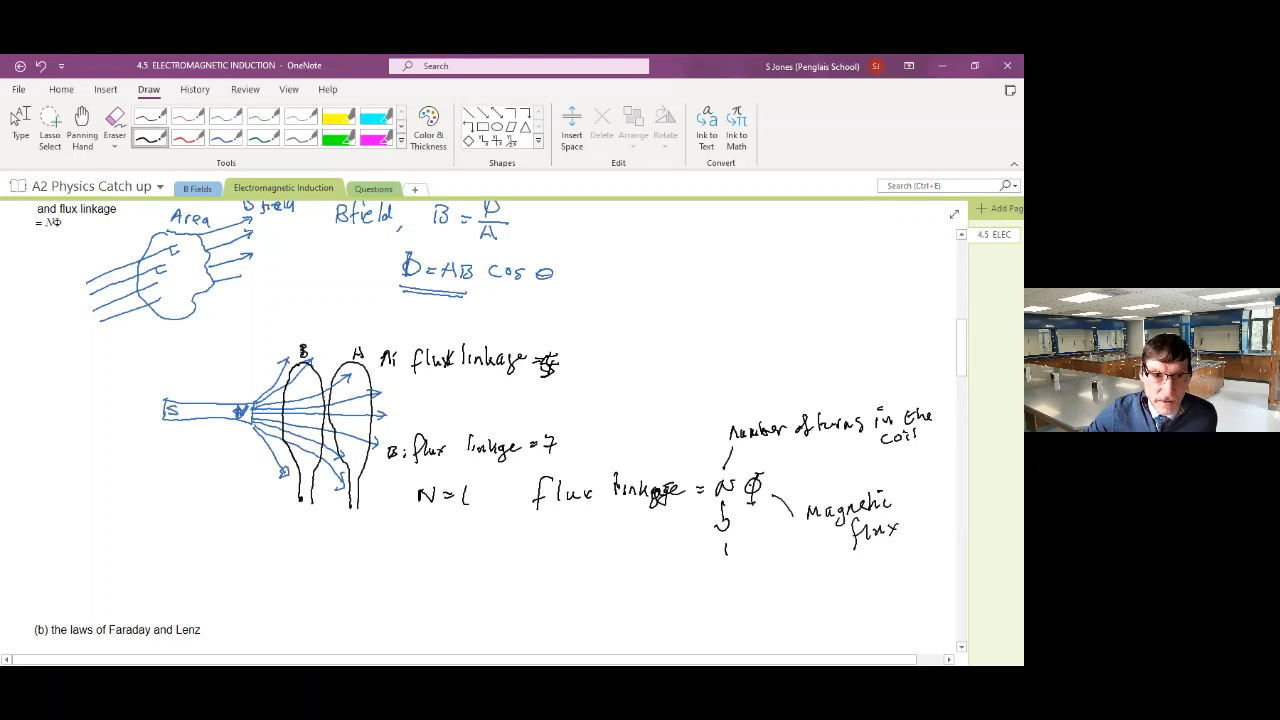 4.5 ELECTROMAGNETIC INDUCTION - OneNote
Search
S Jones (Penglais School)
SJ
File
Home
Insert
Draw
History
Review
View
Help
Type
Lasso Select
Panning Hand
Eraser
Color & Thickness
Insert Space
Delete
Arrange
Rotate
Ink to Text
Ink to Math
Tools
Shapes
Edit
Convert
A2 Physics Catch up
B Fields
Electromagnetic Induction
Questions
Search (Ctrl+E)
Add Pag
4.5 ELEC
and flux linkage
= NΦ
Area
B field
B field, B = Φ/A
Φ = AB cos θ
B
A
S
N
A: flux linkage =
B: flux linkage = 7
N = 1
flux linkage = N Φ
number of turns in the
coil
magnetic
flux
1
(b) the laws of Faraday and Lenz